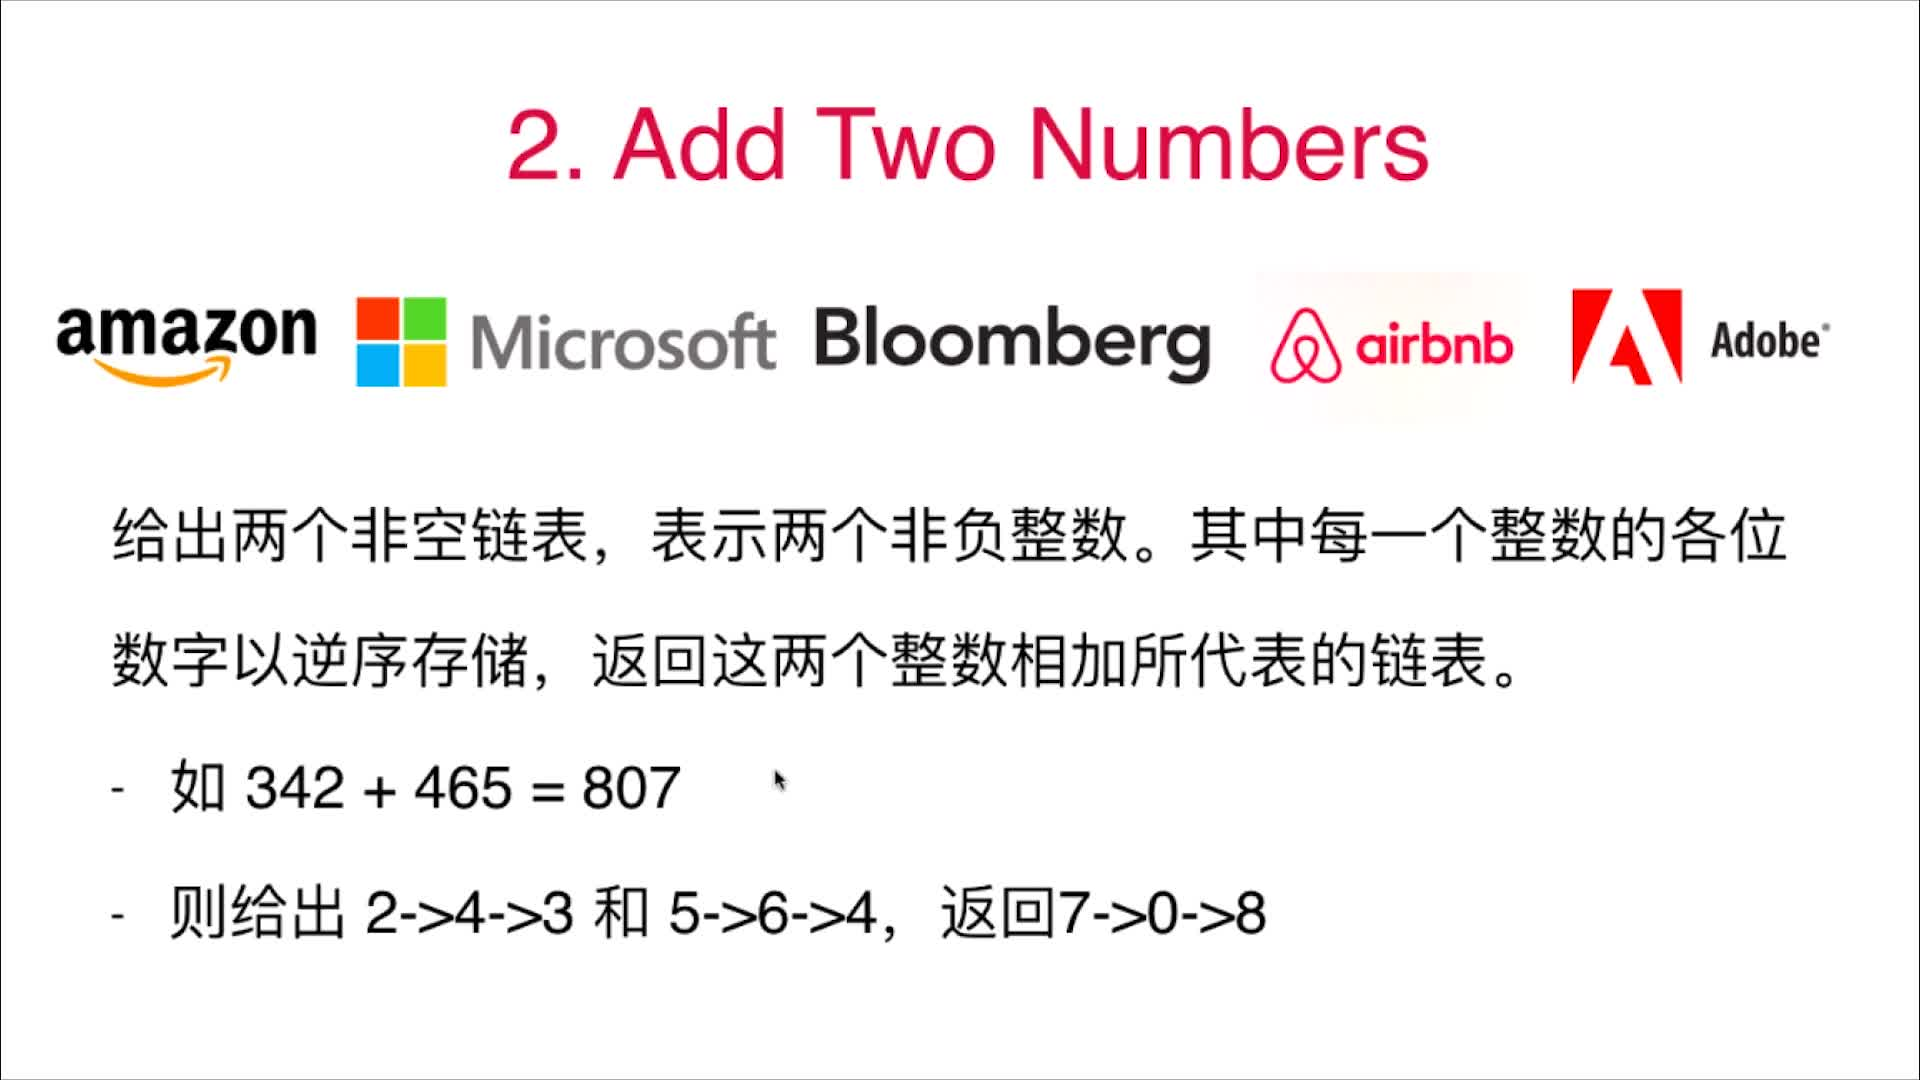 2. Add Two Numbers
amazon Microsoft Bloomberg airbnb Adobe
给出两个非空链表，表示两个非负整数。其中每一个整数的各位
数字以逆序存储，返回这两个整数相加所代表的链表。
- 如 342 + 465 = 807
- 则给出 2->4->3 和 5->6->4，返回7->0->8